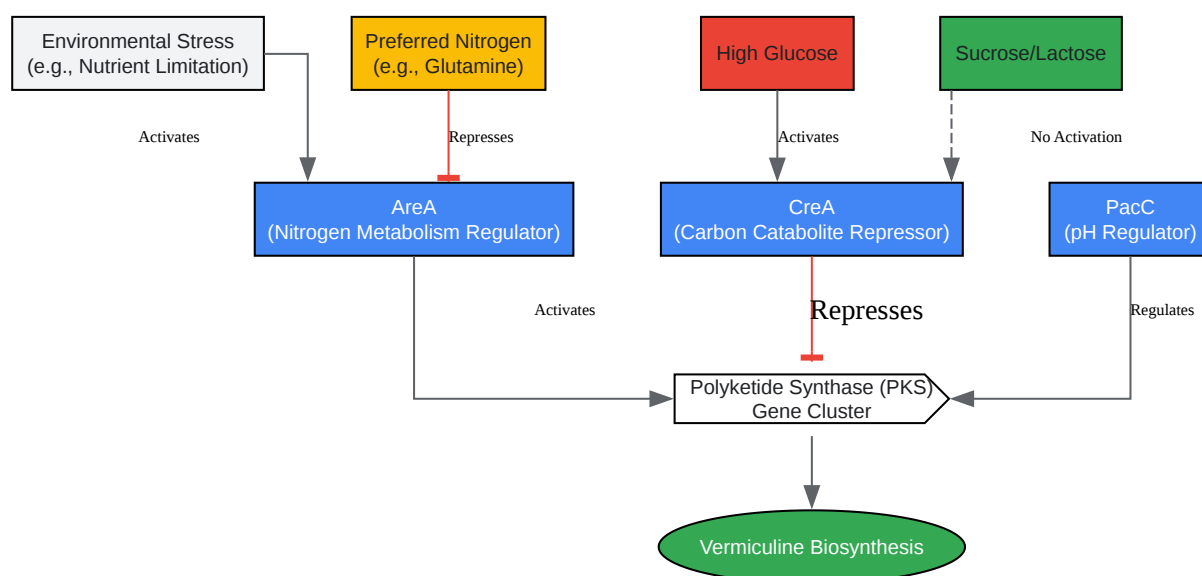 Environmental Stress
(e.g., Nutrient Limitation)
Preferred Nitrogen
(e.g., Glutamine)
High Glucose
Sucrose/Lactose
Activates
Represses
Activates
No Activation
AreA
(Nitrogen Metabolism Regulator)
CreA
(Carbon Catabolite Repressor)
PacC
(pH Regulator)
Activates
Represses
Regulates
Polyketide Synthase (PKS)
Gene Cluster
Vermiculine Biosynthesis